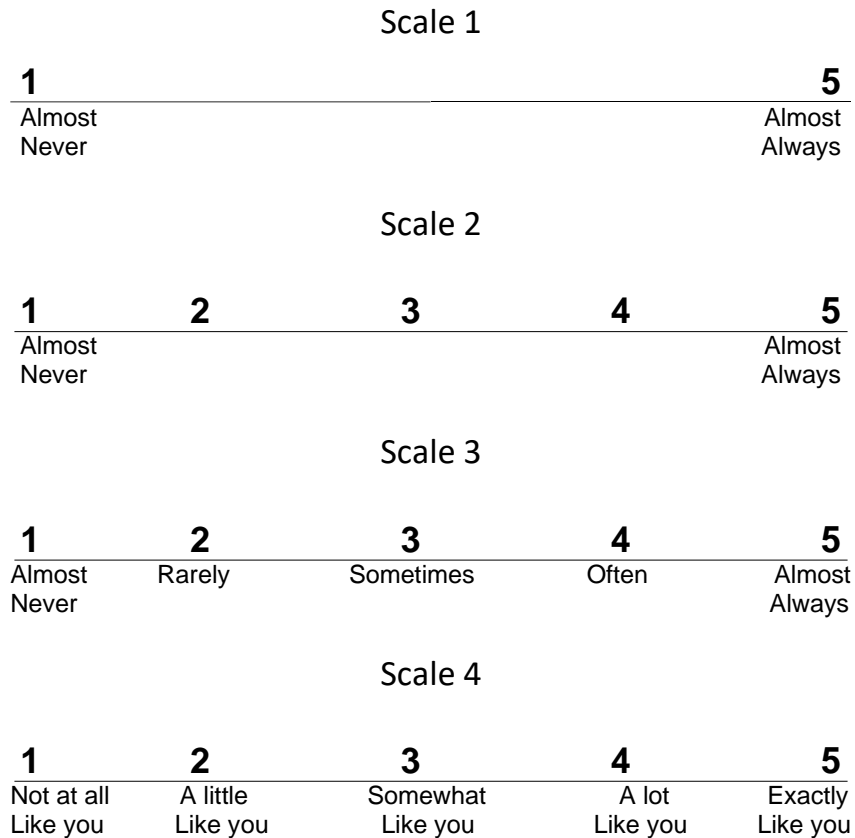 Scale 1
1 5
Almost Almost
Never Always
Scale 2
1 2 3 4 5
Almost Almost
Never Always
Scale 3
1 2 3 4 5
Almost Rarely Sometimes Often Almost
Never Always
Scale 4
1 2 3 4 5
Not at all A little Somewhat A lot Exactly
Like you Like you Like you Like you Like you